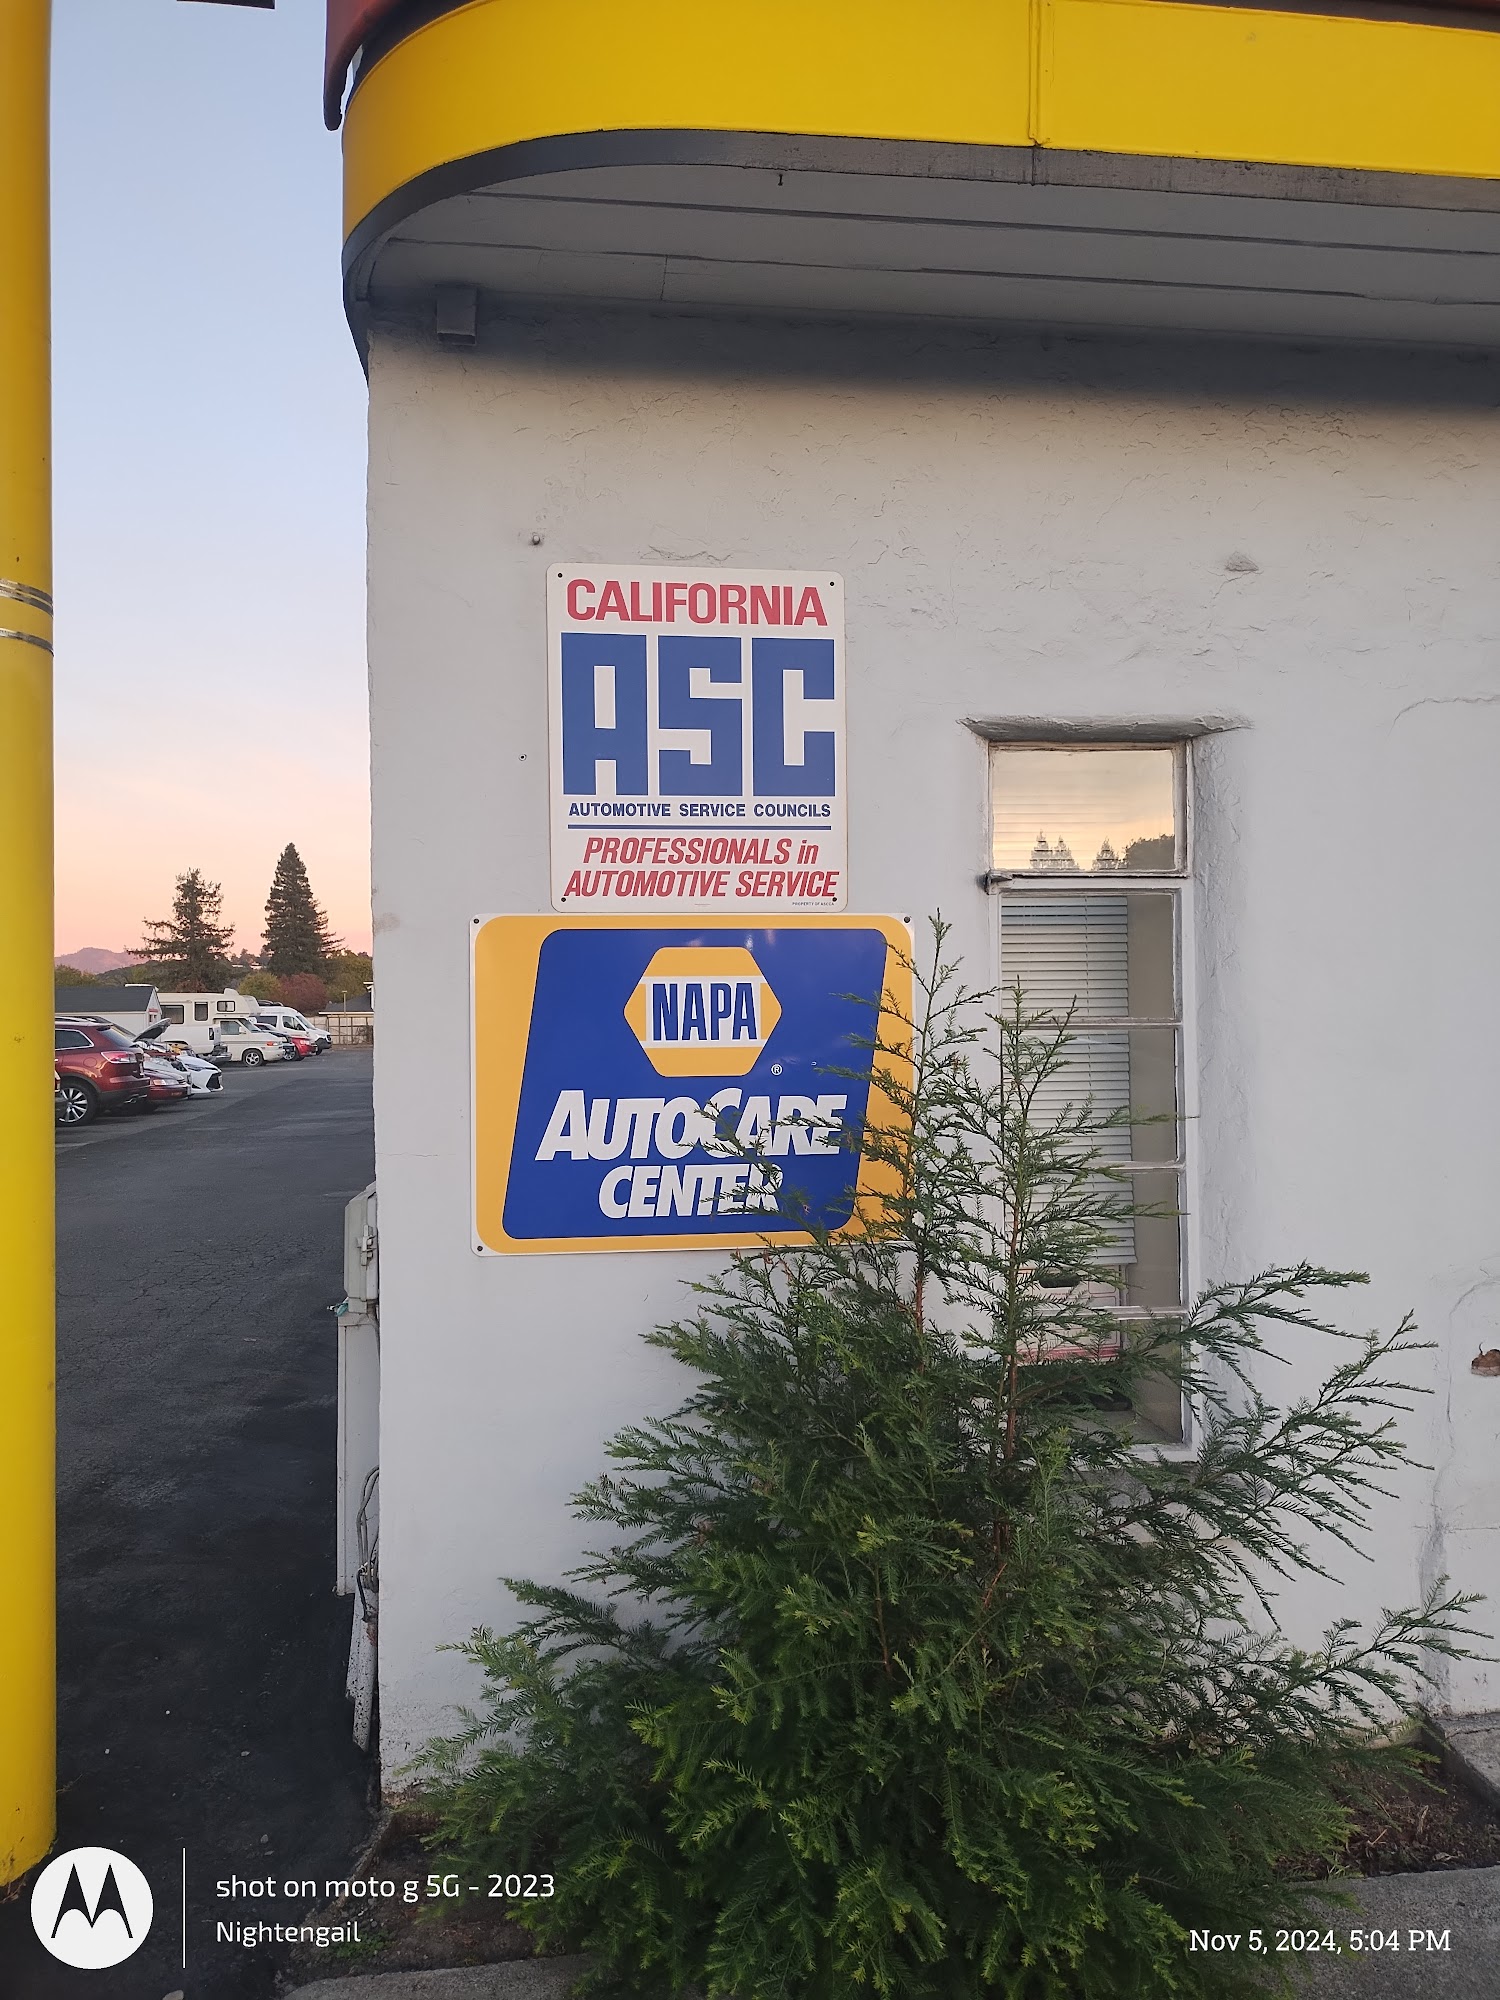 CALIFORNIA
ASC
AUTOMOTIVE SERVICE COUNCILS
PROFESSIONALS in
AUTOMOTIVE SERVICE
NAPA
®
AUTOCARE
CENTER
shot on moto g 5G - 2023
Nightengail
Nov 5, 2024, 5:04 PM